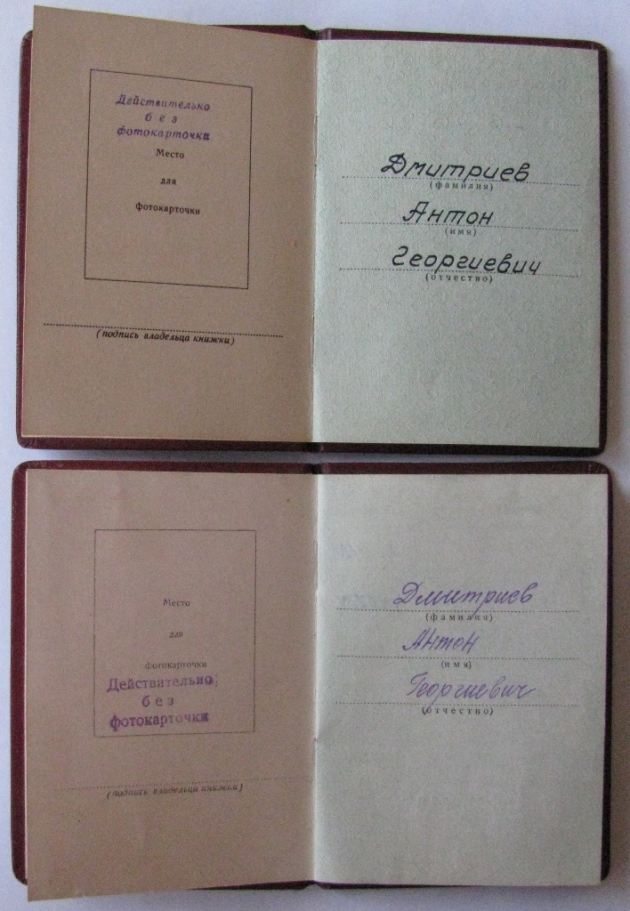 Действительно
без
фотокарточки
Место
для
фотокарточки
(подпись владельца книжки)
Дмитриев
(фамилия)
Антон
(имя)
Георгиевич
(отчество)
Место
для
фотокарточки
Действительно
без
фотокарточки
(подпись владельца книжки)
Дмитриев
(фамилия)
Антон
(имя)
Георгиевич
(отчество)